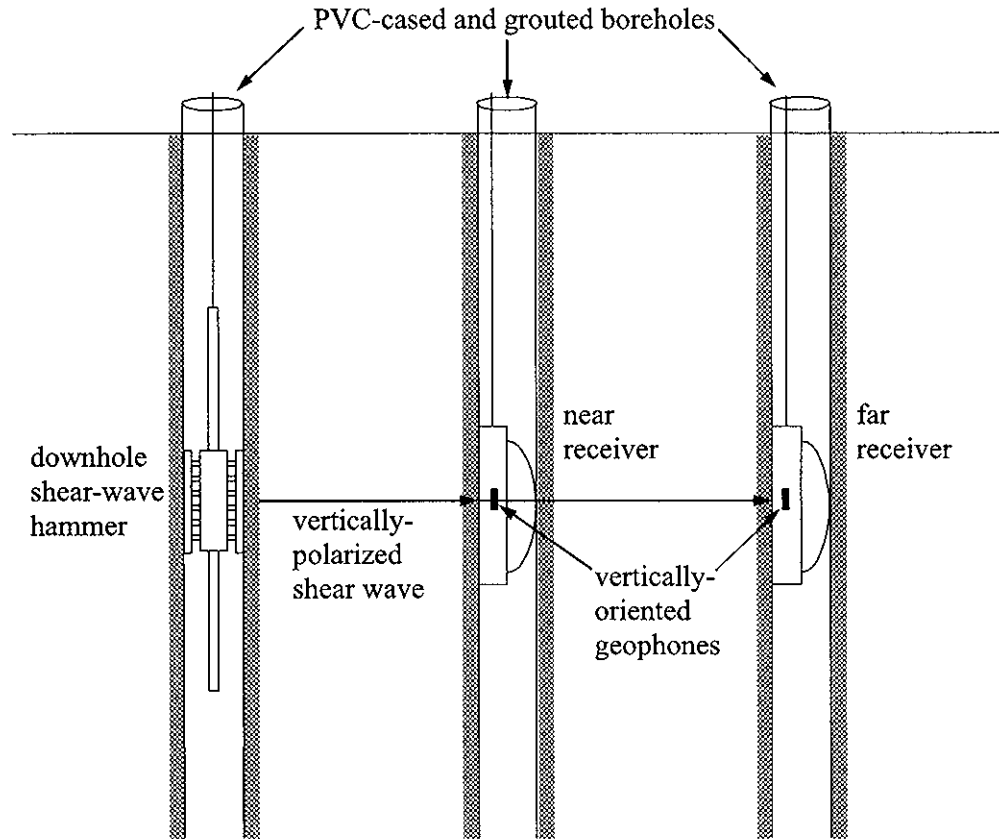 PVC-cased and grouted boreholes
downhole
shear-wave
hammer
vertically-
polarized
shear wave
near
receiver
vertically-
oriented
geophones
far
receiver